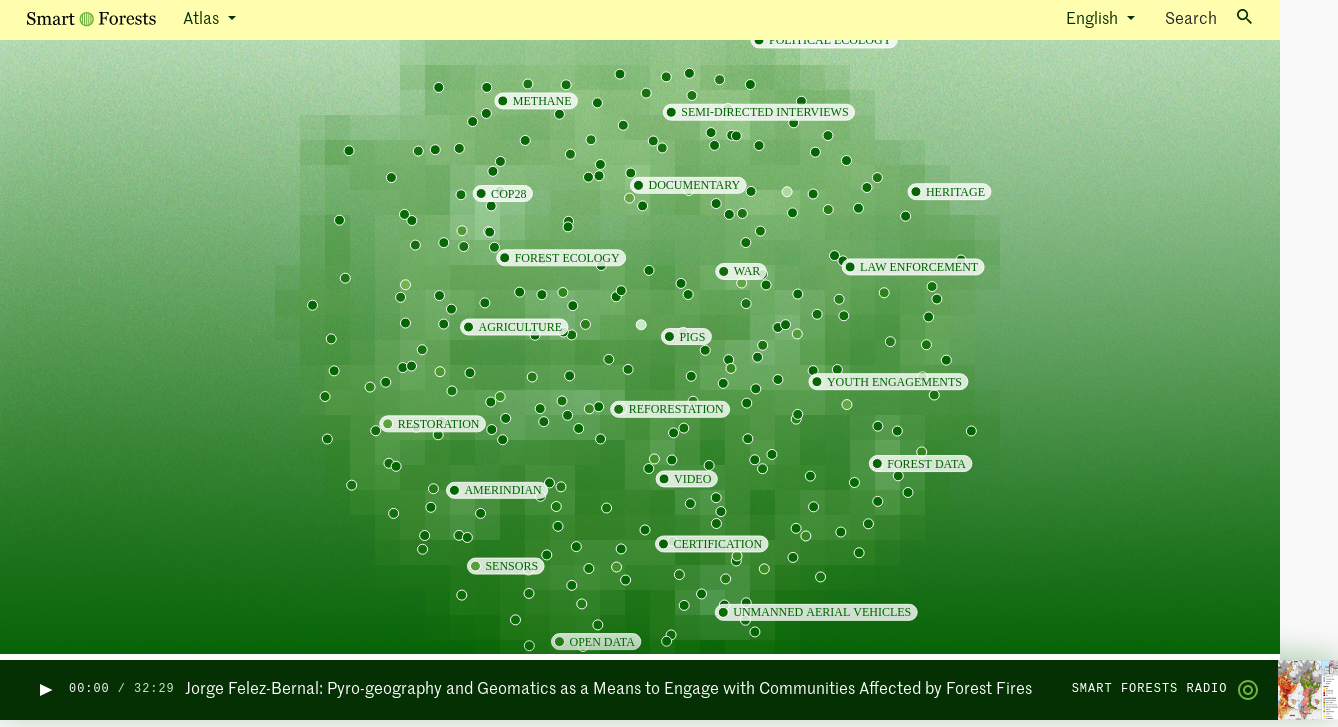 Smart Forests Atlas English Search
POLITICAL ECOLOGY
METHANE
SEMI-DIRECTED INTERVIEWS
DOCUMENTARY
COP28
HERITAGE
FOREST ECOLOGY
WAR
LAW ENFORCEMENT
AGRICULTURE
PIGS
YOUTH ENGAGEMENTS
REFORESTATION
RESTORATION
FOREST DATA
VIDEO
AMERINDIAN
CERTIFICATION
SENSORS
UNMANNED AERIAL VEHICLES
OPEN DATA
00:00 / 32:29 Jorge Felez-Bernal: Pyro-geography and Geomatics as a Means to Engage with Communities Affected by Forest Fires SMART FORESTS RADIO